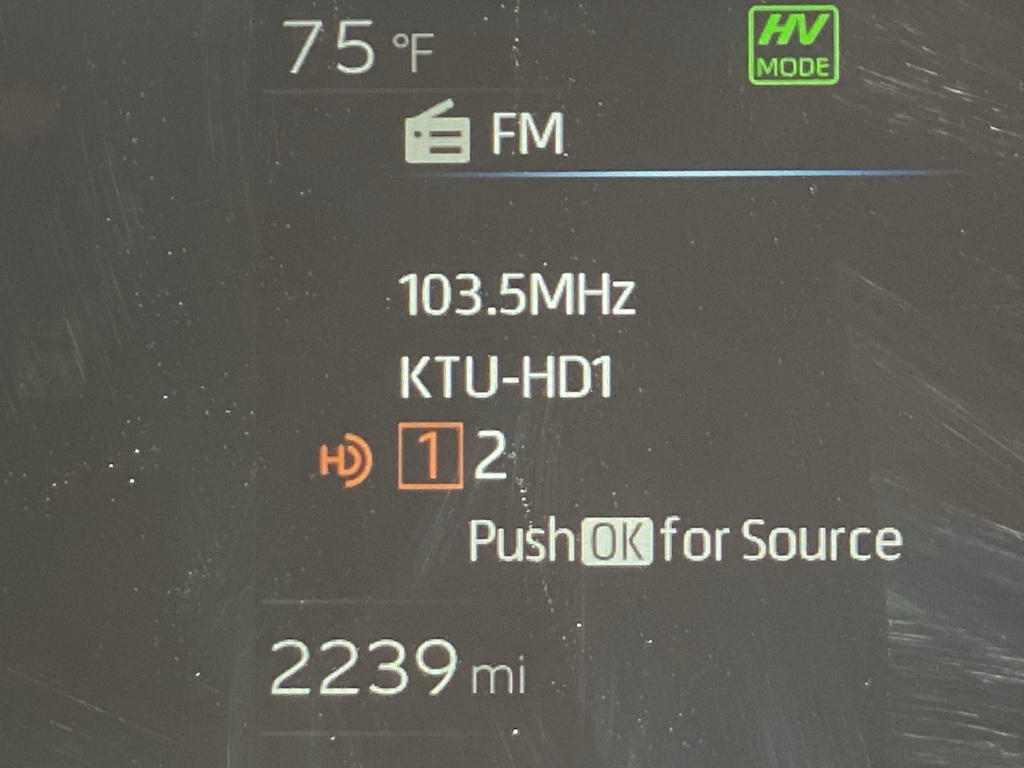 75 °F
HV
MODE
FM
103.5MHz
KTU-HD1
HD 1 2
Push OK for Source
2239 mi